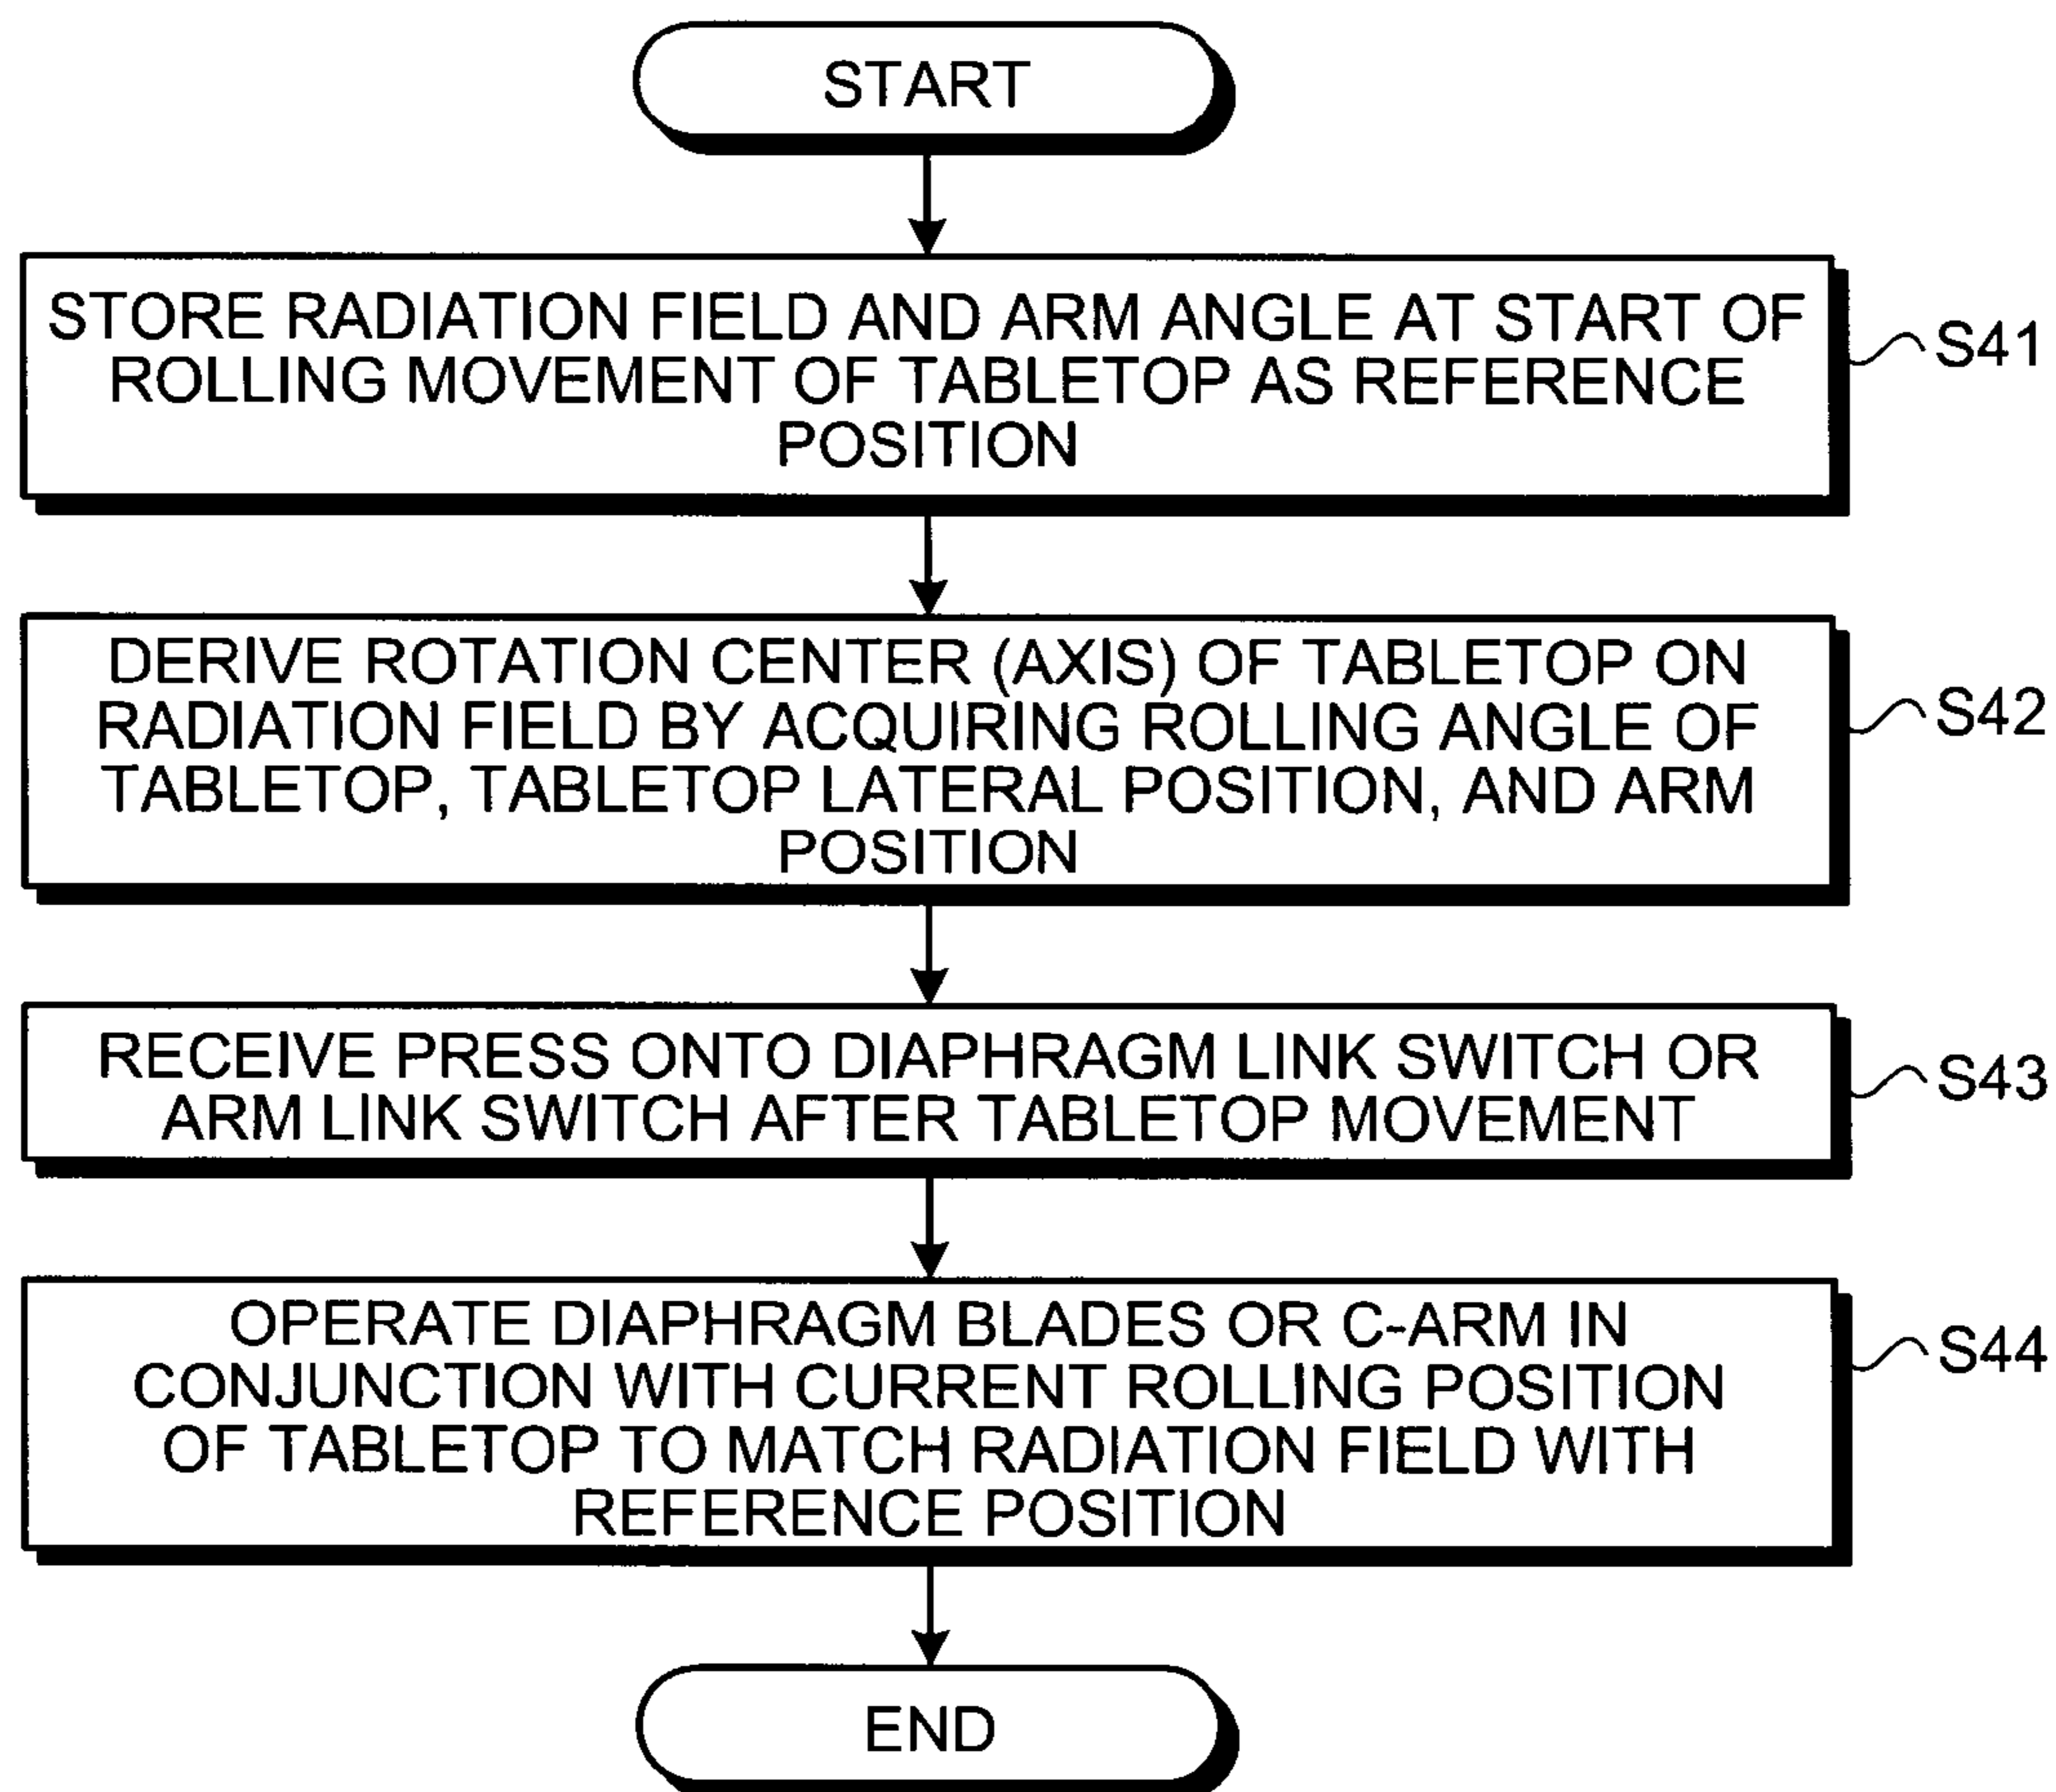 START
STORE RADIATION FIELD AND ARM ANGLE AT START OF
ROLLING MOVEMENT OF TABLETOP AS REFERENCE
POSITION
S41
DERIVE ROTATION CENTER (AXIS) OF TABLETOP ON
RADIATION FIELD BY ACQUIRING ROLLING ANGLE OF
TABLETOP, TABLETOP LATERAL POSITION, AND ARM
POSITION
S42
RECEIVE PRESS ONTO DIAPHRAGM LINK SWITCH OR
ARM LINK SWITCH AFTER TABLETOP MOVEMENT
S43
OPERATE DIAPHRAGM BLADES OR C-ARM IN
CONJUNCTION WITH CURRENT ROLLING POSITION
OF TABLETOP TO MATCH RADIATION FIELD WITH
REFERENCE POSITION
S44
END